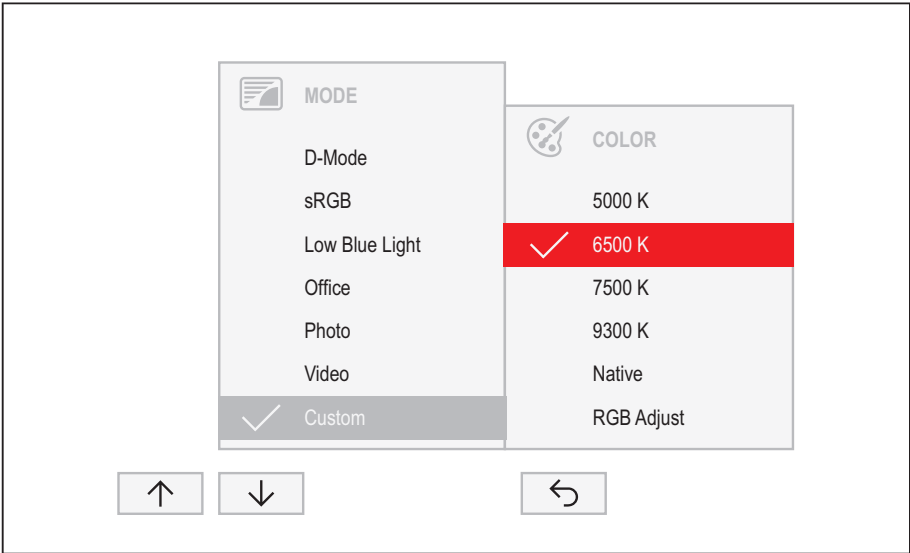 MODE
D-Mode
sRGB
Low Blue Light
Office
Photo
Video
Custom
COLOR
5000 K
6500 K
7500 K
9300 K
Native
RGB Adjust